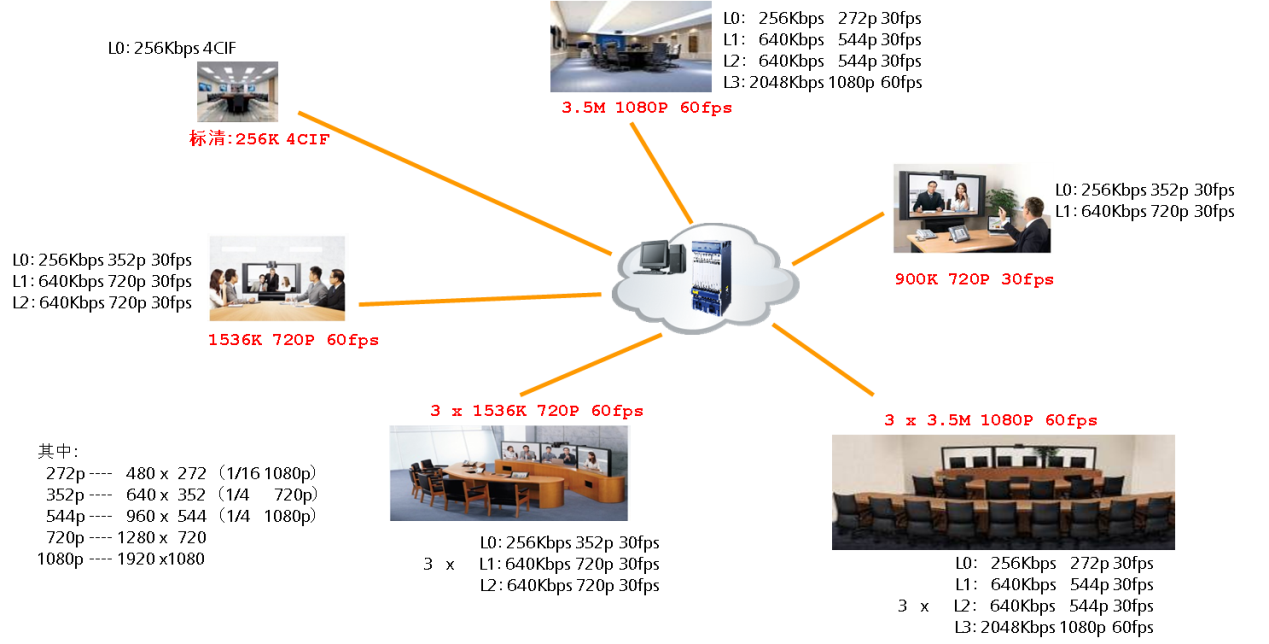 L0: 256Kbps 4CIF
标清:256K 4CIF
L0: 256Kbps 272p 30fps
L1: 640Kbps 544p 30fps
L2: 640Kbps 544p 30fps
L3: 2048Kbps 1080p 60fps
3.5M 1080P 60fps
L0: 256Kbps 352p 30fps
L1: 640Kbps 720p 30fps
900K 720P 30fps
L0: 256Kbps 352p 30fps
L1: 640Kbps 720p 30fps
L2: 640Kbps 720p 30fps
1536K 720P 60fps
3 x 1536K 720P 60fps
L0: 256Kbps 352p 30fps
3 x L1: 640Kbps 720p 30fps
L2: 640Kbps 720p 30fps
3 x 3.5M 1080P 60fps
L0: 256Kbps 272p 30fps
L1: 640Kbps 544p 30fps
3 x L2: 640Kbps 544p 30fps
L3: 2048Kbps 1080p 60fps
其中:
272p ---- 480 x 272 (1/16 1080p)
352p ---- 640 x 352 (1/4 720p)
544p ---- 960 x 544 (1/4 1080p)
720p ---- 1280 x 720
1080p ---- 1920 x1080